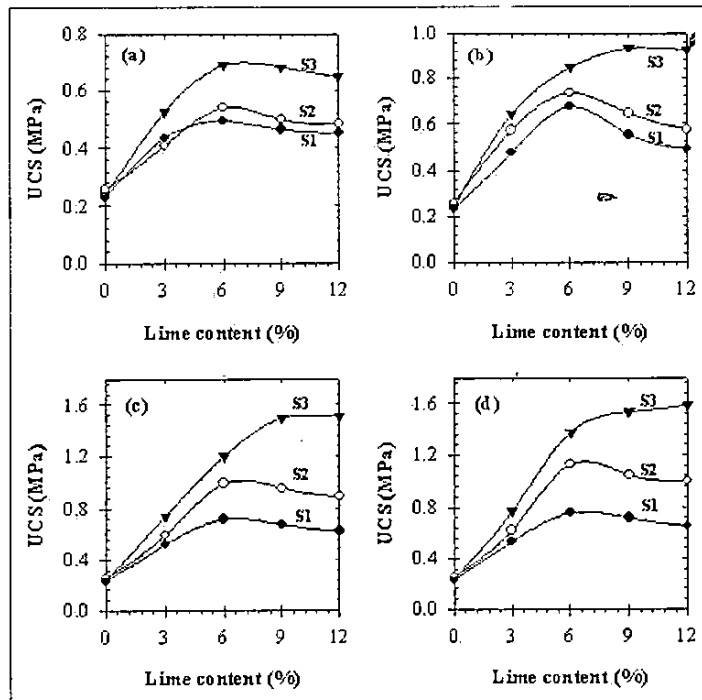 (a)
UCS (MPa)
0.8
0.6
0.4
0.2
0.0
S3
S2
S1
0 3 6 9 12
Lime content (%)
(b)
UCS (MPa)
1.0
0.8
0.6
0.4
0.2
0.0
S3
S2
S1
0 3 6 9 12
Lime content (%)
(c)
UCS (MPa)
1.6
1.2
0.8
0.4
0.0
S3
S2
S1
0 3 6 9 12
Lime content (%)
(d)
UCS (MPa)
1.6
1.2
0.8
0.4
0.0
S3
S2
S1
0 3 6 9 12
Lime content (%)